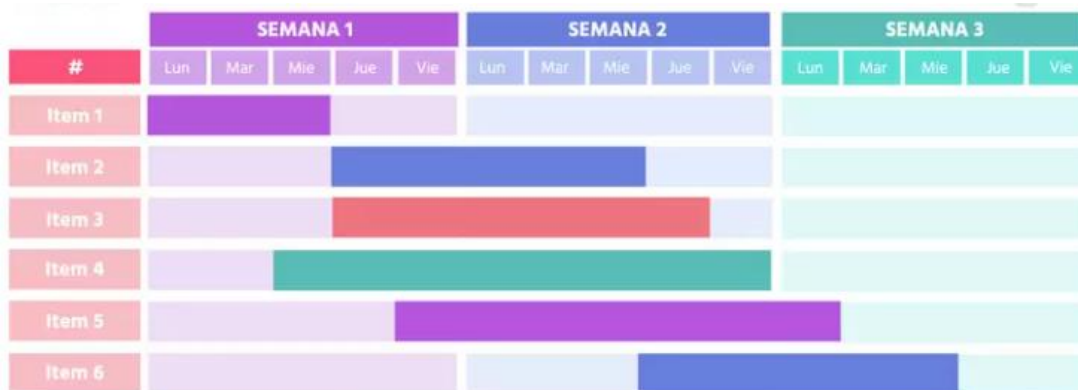 SEMANA 1 SEMANA 2 SEMANA 3
# Lun Mar Mie Jue Vie Lun Mar Mie Jue Vie Lun Mar Mie Jue Vie
Item 1
Item 2
Item 3
Item 4
Item 5
Item 6